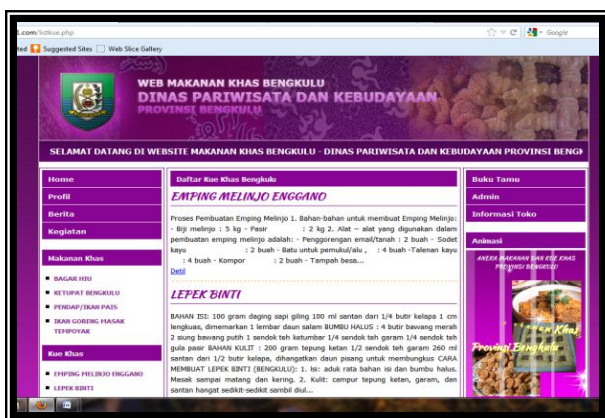 1.com/listkue.php
Google
ted Suggested Sites Web Slice Gallery
WEB MAKANAN KHAS BENGKULU
DINAS PARIWISATA DAN KEBUDAYAAN
PROVINSI BENGKULU
SELAMAT DATANG DI WEBSITE MAKANAN KHAS BENGKULU - DINAS PARIWISATA DAN KEBUDAYAAN PROVINSI BENGK
Home
Profil
Berita
Kegiatan
Makanan Khas
BAGAR HIU
KETUPAT BENGKULU
PENDAP/IKAN PAIS
IKAN GORENG MASAK
TEMPOYAK
Kue Khas
EMPING MELINJO ENGGANO
LEPEK BINTI
Daftar Kue Khas Bengkulu
EMPING MELINJO ENGGANO
Proses Pembuatan Emping Melinjo 1. Bahan-bahan untuk membuat Emping Melinjo:
- Biji melinjo : 5 kg - Pasir : 2 kg 2. Alat – alat yang digunakan dalam
pembuatan emping melinjo adalah: - Penggorengan email/tanah : 2 buah - Sodet
kayu : 2 buah - Batu untuk pemukul/alu , : 4 buah -Talenan kayu
: 4 buah - Kompor : 2 buah - Tampah besa...
Detil
LEPEK BINTI
BAHAN ISI: 100 gram daging sapi giling 100 ml santan dari 1/4 butir kelapa 1 cm
lengkuas, dimemarkan 1 lembar daun salam BUMBU HALUS : 4 butir bawang merah
2 siung bawang putih 1 sendok teh ketumbar 1/4 sendok teh garam 1/4 sendok teh
gula pasir BAHAN KULIT : 200 gram tepung ketan 1/2 sendok teh garam 260 ml
santan dari 1/2 butir kelapa, dihangatkan daun pisang untuk membungkus CARA
MEMBUAT LEPEK BINTI (BENGKULU): 1. Isi: aduk rata bahan isi dan bumbu halus.
Masak sampai matang dan kering. 2. Kulit: campur tepung ketan, garam, dan
santan hangat sedikit-sedikit sambil diul...
Buku Tamu
Admin
Informasi Toko
Animasi
ANEKA MAKANAN DAN KUE KHAS
PROVINSI BENGKULU
anan Khas
Provinsi Bengkulu